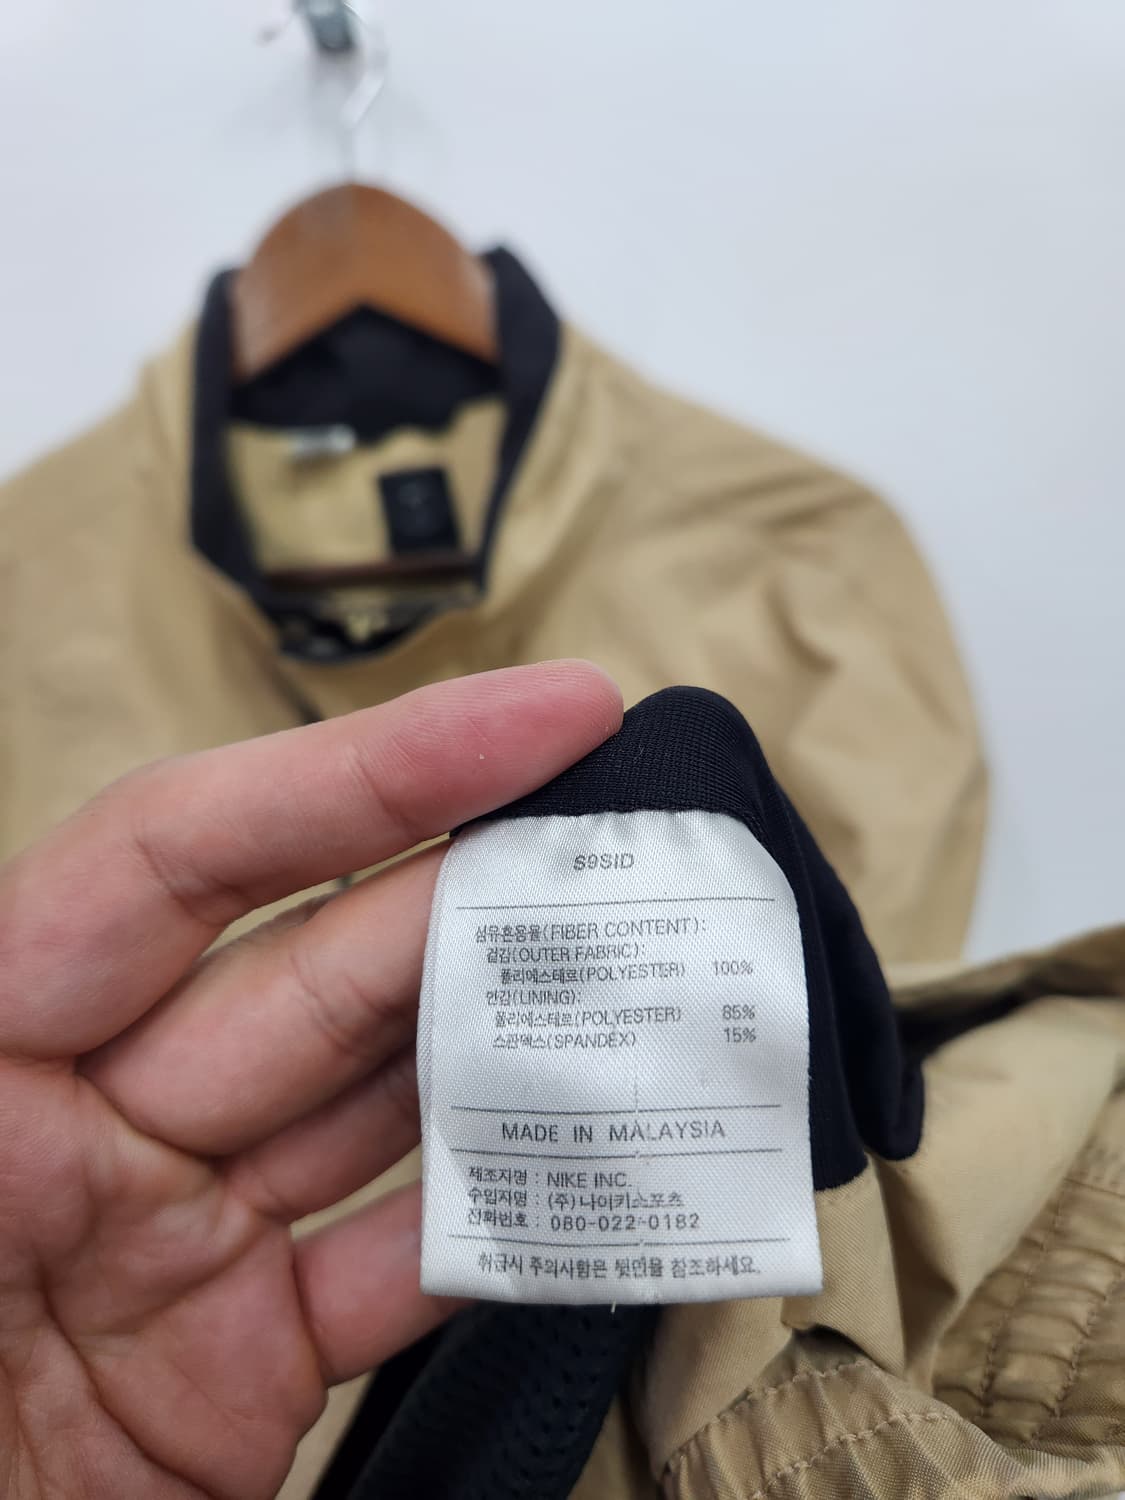 S9SID
섬유혼용율(FIBER CONTENT):
겉감(OUTER FABRIC):
폴리에스테르(POLYESTER) 100%
안감(LINING):
폴리에스테르(POLYESTER) 85%
스판덱스(SPANDEX) 15%
MADE IN MALAYSIA
제조자명 : NIKE INC.
수입자명 : (주)나이키스포츠
전화번호 : 080-022-0182
취급시 주의사항은 뒷면을 참조하세요.